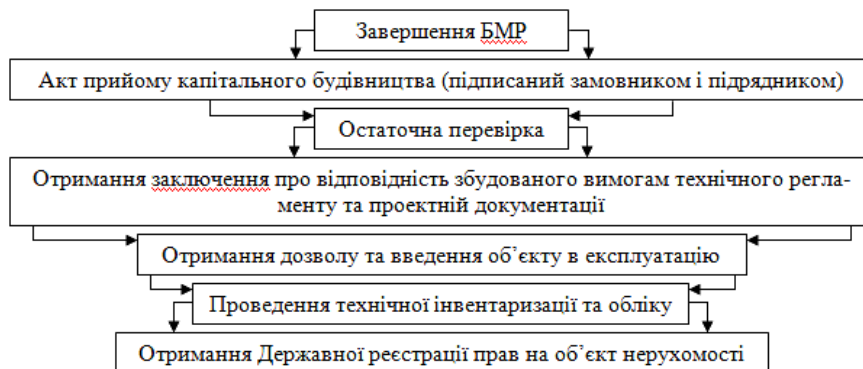 Завершення БМР
Акт прийому капітального будівництва (підписаний замовником і підрядником)
Остаточна перевірка
Отримання заключення про відповідність збудованого вимогам технічного регла-
менту та проектній документації
Отримання дозволу та введення об’єкту в експлуатацію
Проведення технічної інвентаризації та обліку
Отримання Державної реєстрації прав на об’єкт нерухомості